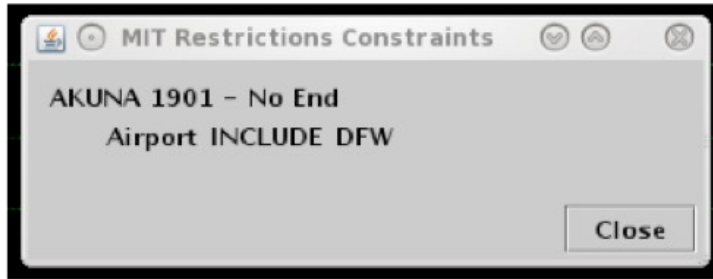 MIT Restrictions Constraints
AKUNA 1901 – No End
Airport INCLUDE DFW
Close